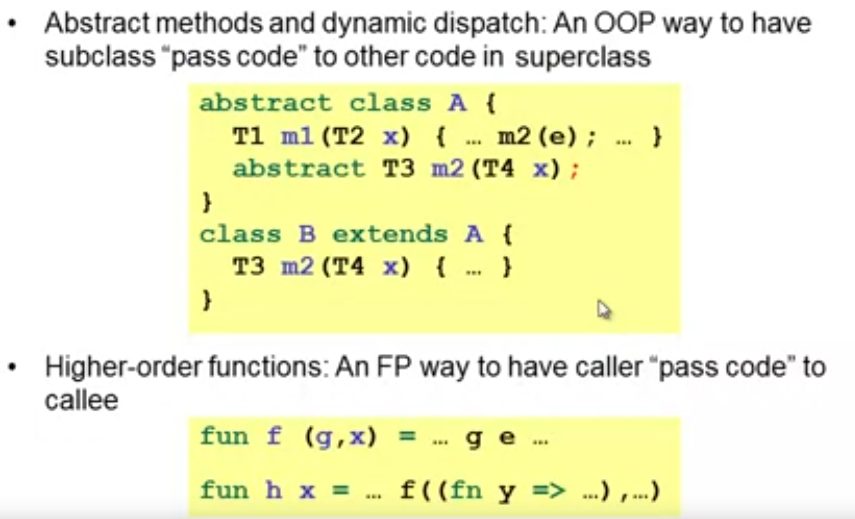 • Abstract methods and dynamic dispatch: An OOP way to have
subclass “pass code” to other code in superclass
abstract class A {
T1 m1(T2 x) { … m2(e); … }
abstract T3 m2(T4 x);
}
class B extends A {
T3 m2(T4 x) { … }
}
• Higher-order functions: An FP way to have caller “pass code” to
callee
fun f (g,x) = … g e …
fun h x = … f((fn y => …),…)